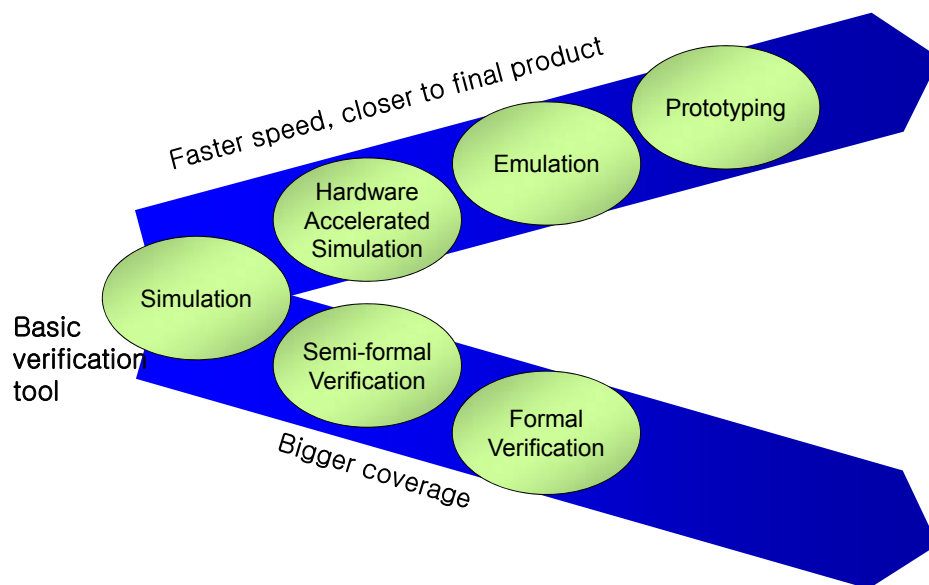 Faster speed, closer to final product
Prototyping
Emulation
Hardware
Accelerated
Simulation
Simulation
Basic
verification
tool
Semi-formal
Verification
Formal
Verification
Bigger coverage